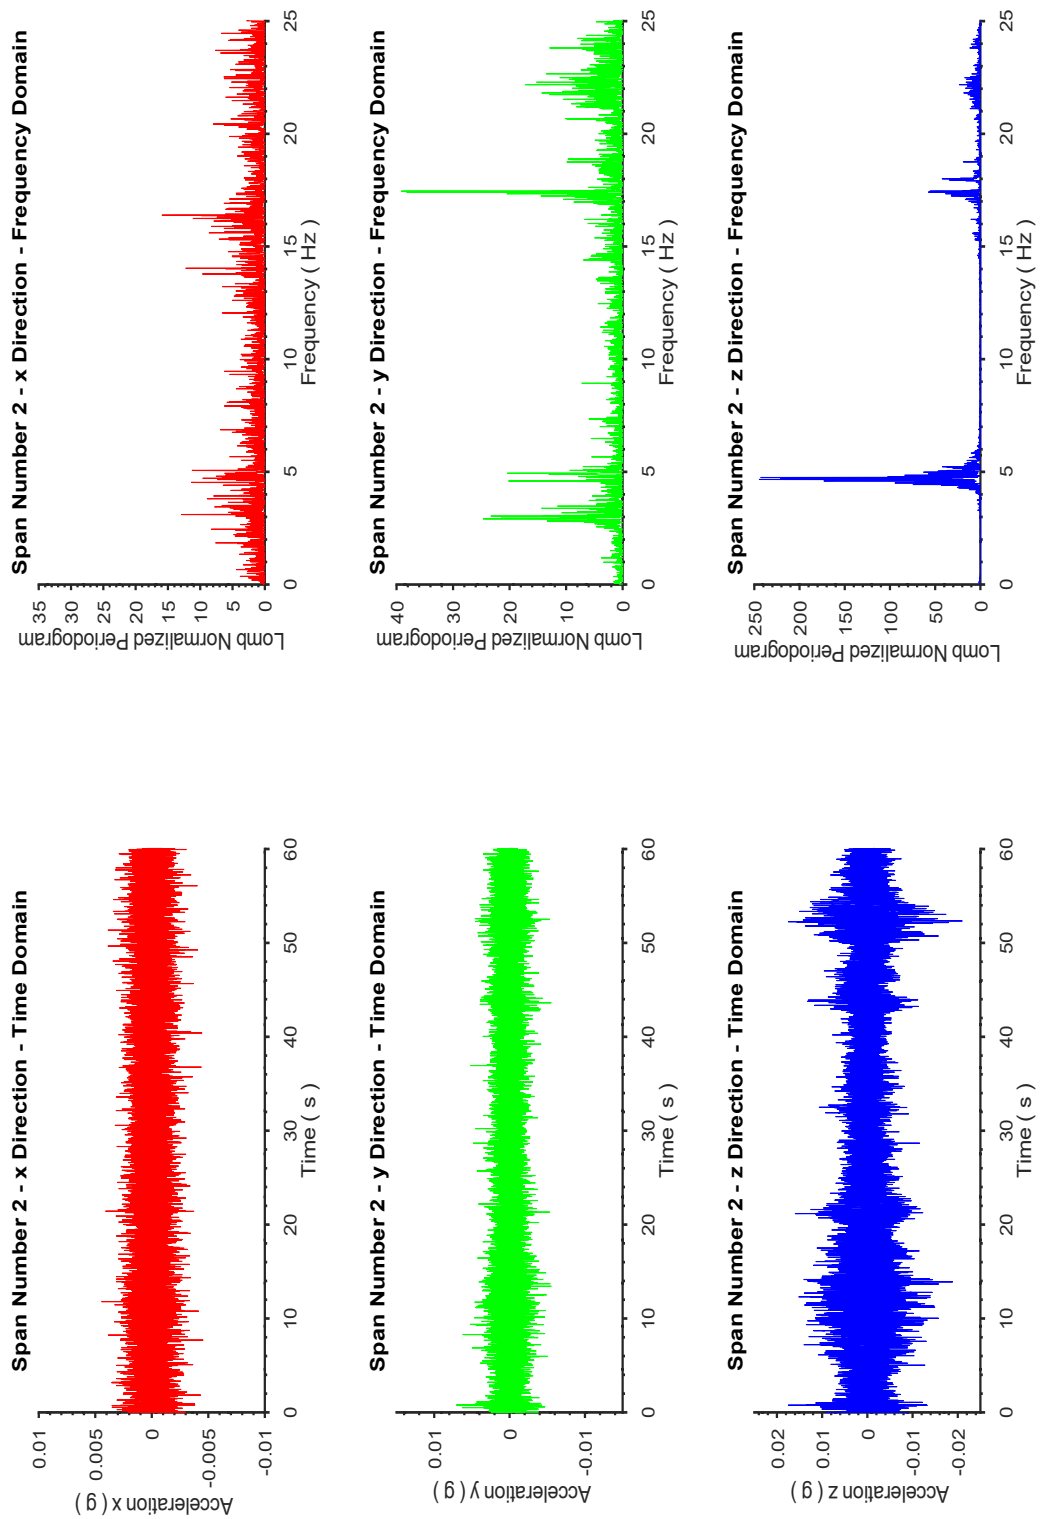 Span Number 2 - x Direction - Time Domain
Acceleration x ( g )
0.01
0.005
0
-0.005
-0.01
0 10 20 30 40 50 60
Time ( s )
Span Number 2 - x Direction - Frequency Domain
Lomb Normalized Periodogram
35
30
25
20
15
10
5
0
0 5 10 15 20 25
Frequency ( Hz )
Span Number 2 - y Direction - Time Domain
Acceleration y ( g )
0.01
0
-0.01
0 10 20 30 40 50 60
Time ( s )
Span Number 2 - y Direction - Frequency Domain
Lomb Normalized Periodogram
40
30
20
10
0
0 5 10 15 20 25
Frequency ( Hz )
Span Number 2 - z Direction - Time Domain
Acceleration z ( g )
0.02
0.01
0
-0.01
-0.02
0 10 20 30 40 50 60
Time ( s )
Span Number 2 - z Direction - Frequency Domain
Lomb Normalized Periodogram
250
200
150
100
50
0
0 5 10 15 20 25
Frequency ( Hz )